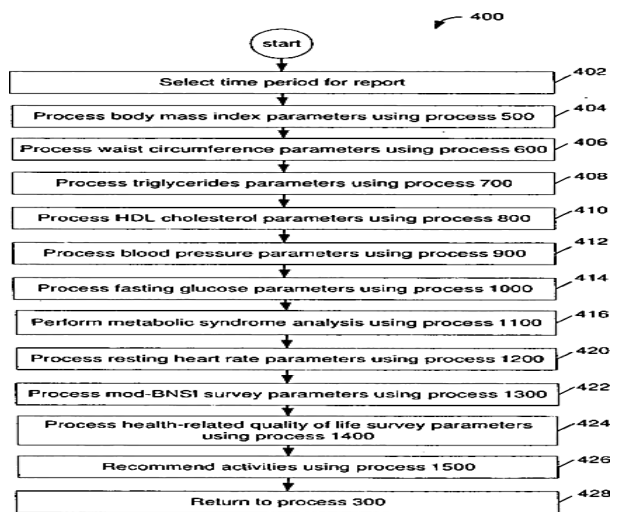 400
start
Select time period for report
402
Process body mass index parameters using process 500
404
Process waist circumference parameters using process 600
406
Process triglycerides parameters using process 700
408
Process HDL cholesterol parameters using process 800
410
Process blood pressure parameters using process 900
412
Process fasting glucose parameters using process 1000
414
Perform metabolic syndrome analysis using process 1100
416
Process resting heart rate parameters using process 1200
420
Process mod-BNSI survey parameters using process 1300
422
Process health-related quality of life survey parameters
using process 1400
424
Recommend activities using process 1500
426
Return to process 300
428